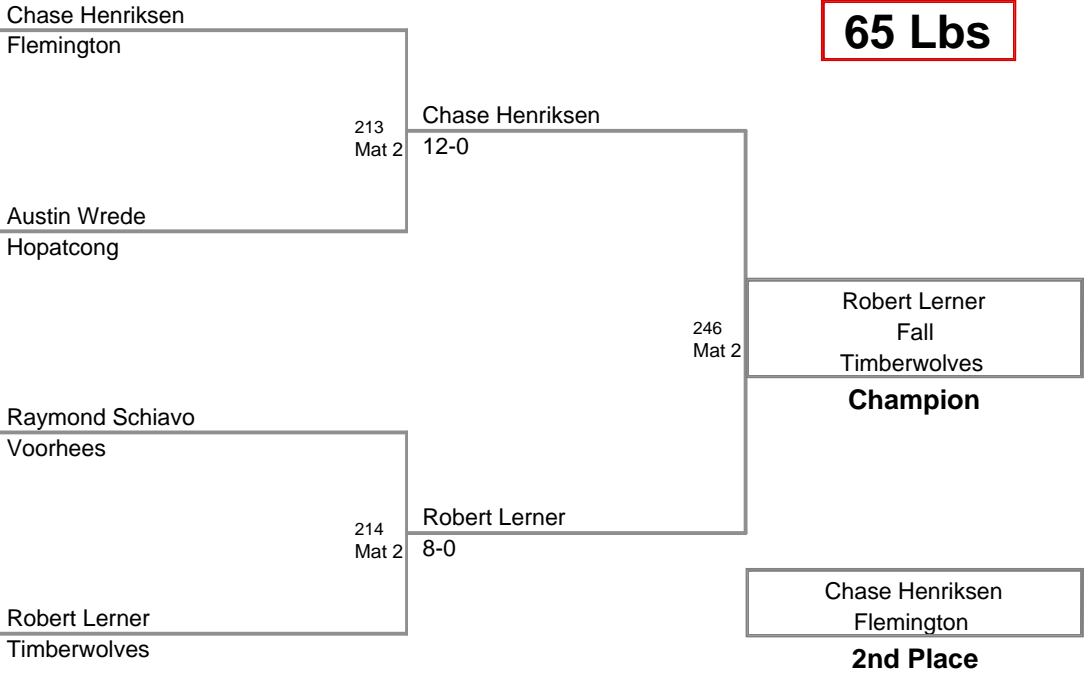 Chase Henriksen
65 Lbs
Flemington
Chase Henriksen
213
Mat 2
12-0
Austin Wrede
Hopatcong
Robert Lerner
Fall
Timberwolves
246
Mat 2
Champion
Raymond Schiavo
Voorhees
Robert Lerner
214
Mat 2
8-0
Chase Henriksen
Flemington
2nd Place
Robert Lerner
Timberwolves